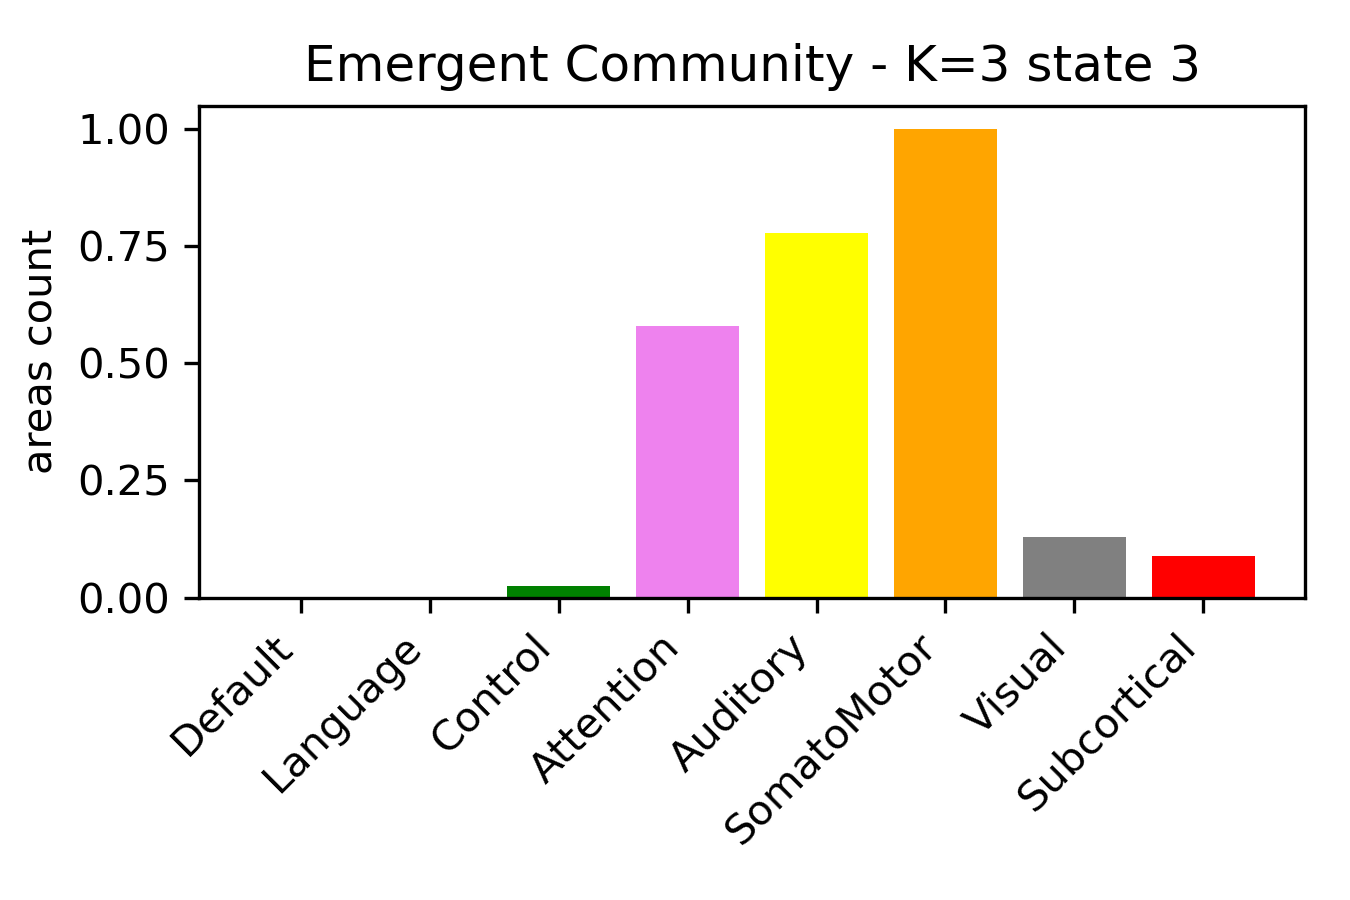 Emergent Community - K=3 state 3
areas count
1.00
0.75
0.50
0.25
0.00
Default
Language
Control
Attention
Auditory
SomatoMotor
Visual
Subcortical